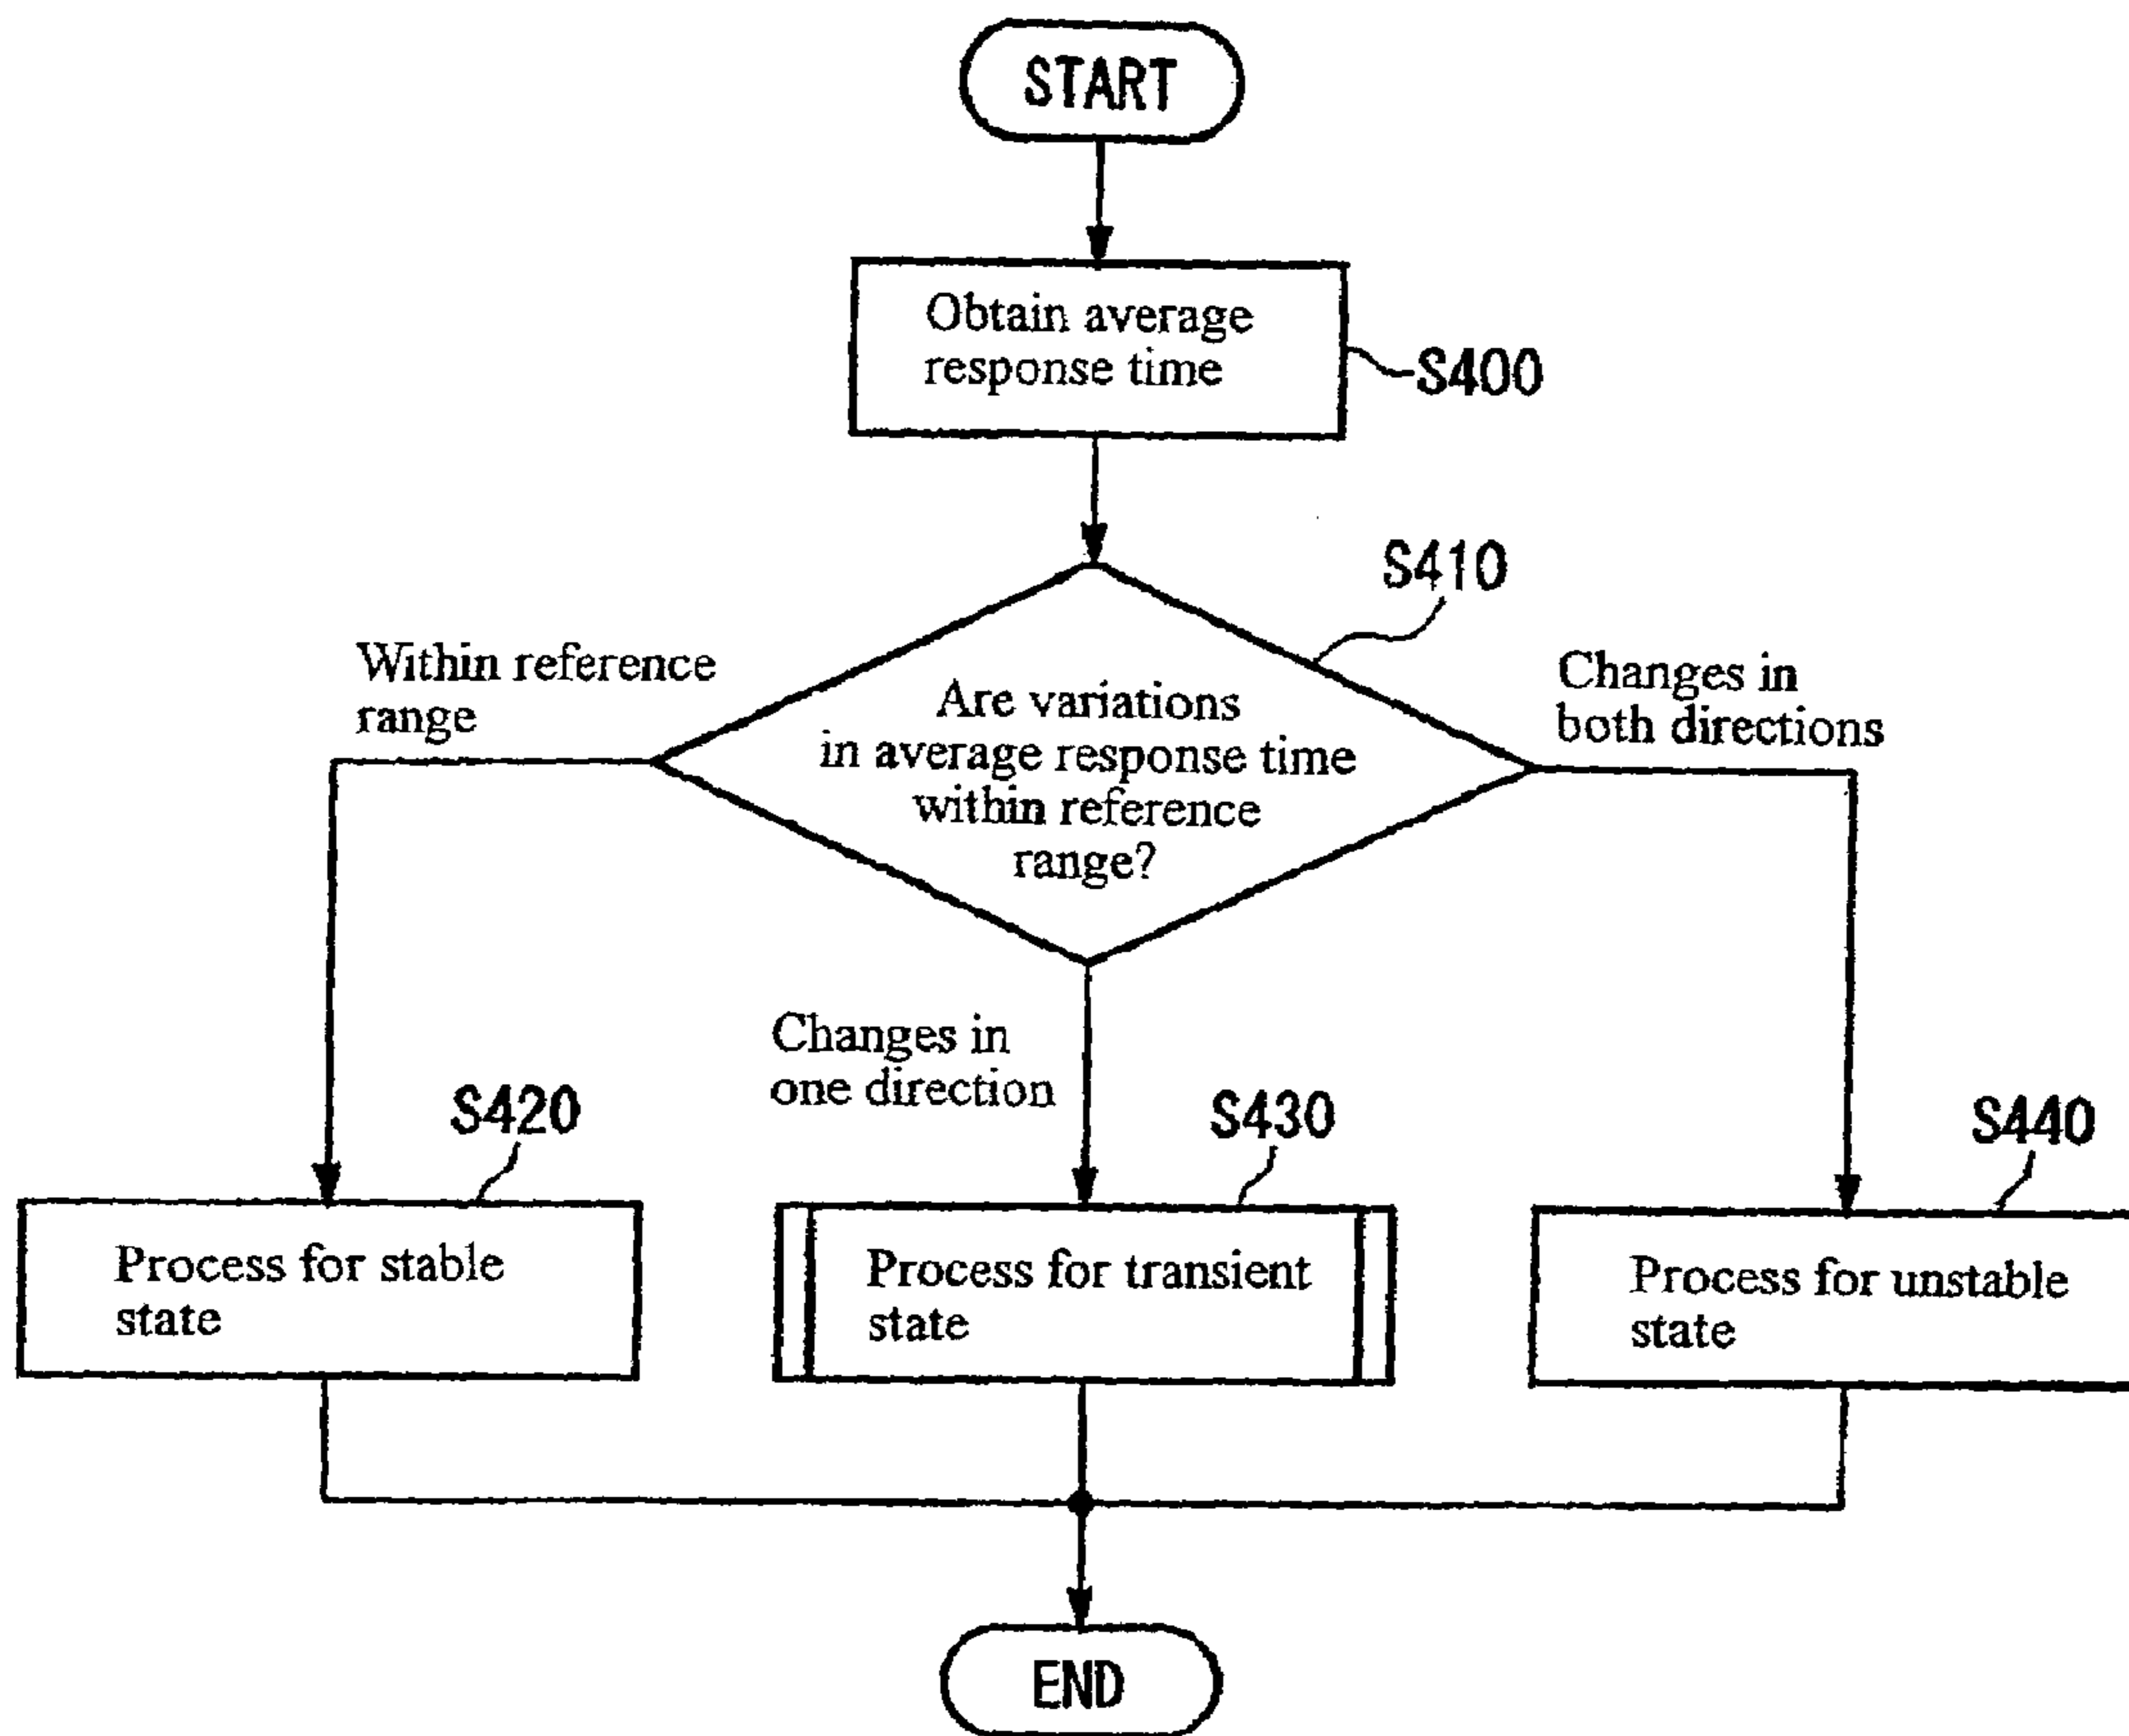 START
Obtain average
response time
S400
S410
Within reference
range
Changes in
both directions
Are variations
in average response time
within reference
range?
Changes in
one direction
S420
S430
S440
Process for stable
state
Process for transient
state
Process for unstable
state
END